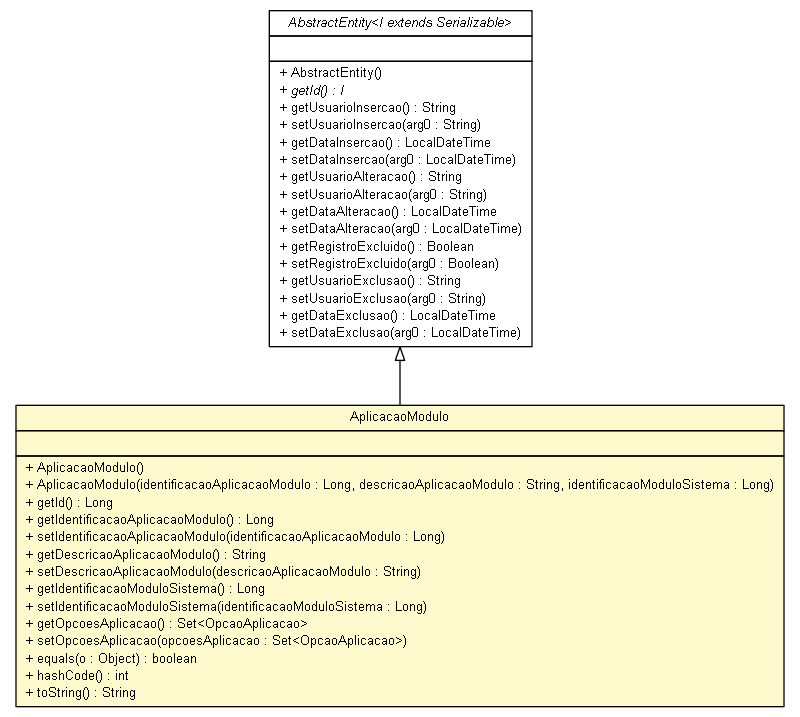 AbstractEntity<I extends Serializable>
+ AbstractEntity()
+ getId() : I
+ getUsuarioInsercao() : String
+ setUsuarioInsercao(arg0 : String)
+ getDataInsercao() : LocalDateTime
+ setDataInsercao(arg0 : LocalDateTime)
+ getUsuarioAlteracao() : String
+ setUsuarioAlteracao(arg0 : String)
+ getDataAlteracao() : LocalDateTime
+ setDataAlteracao(arg0 : LocalDateTime)
+ getRegistroExcluido() : Boolean
+ setRegistroExcluido(arg0 : Boolean)
+ getUsuarioExclusao() : String
+ setUsuarioExclusao(arg0 : String)
+ getDataExclusao() : LocalDateTime
+ setDataExclusao(arg0 : LocalDateTime)
AplicacaoModulo
+ AplicacaoModulo()
+ AplicacaoModulo(identificacaoAplicacaoModulo : Long, descricaoAplicacaoModulo : String, identificacaoModuloSistema : Long)
+ getId() : Long
+ getIdentificacaoAplicacaoModulo() : Long
+ setIdentificacaoAplicacaoModulo(identificacaoAplicacaoModulo : Long)
+ getDescricaoAplicacaoModulo() : String
+ setDescricaoAplicacaoModulo(descricaoAplicacaoModulo : String)
+ getIdentificacaoModuloSistema() : Long
+ setIdentificacaoModuloSistema(identificacaoModuloSistema : Long)
+ getOpcoesAplicacao() : Set<OpcaoAplicacao>
+ setOpcoesAplicacao(opcoesAplicacao : Set<OpcaoAplicacao>)
+ equals(o : Object) : boolean
+ hashCode() : int
+ toString() : String